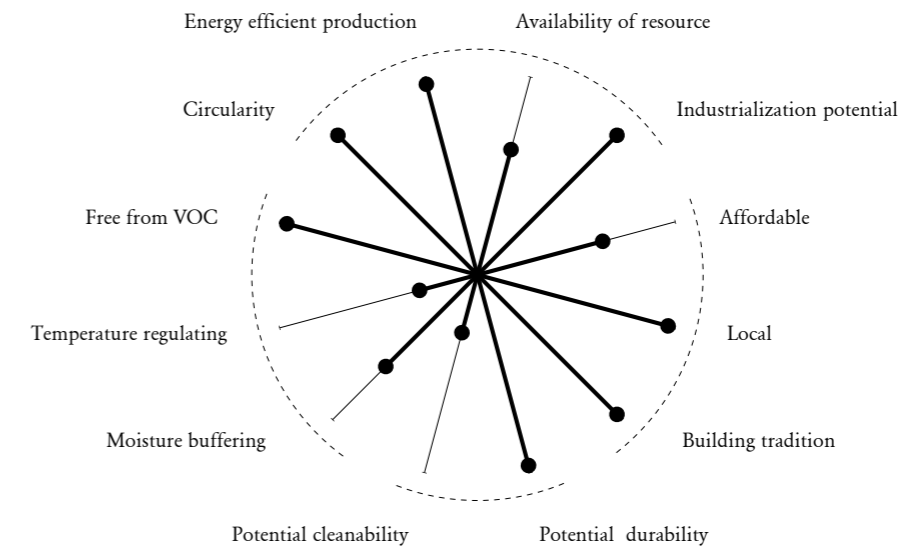 Energy efficient production
Availability of resource
Circularity
Industrialization potential
Free from VOC
Affordable
Temperature regulating
Local
Moisture buffering
Building tradition
Potential cleanability
Potential durability